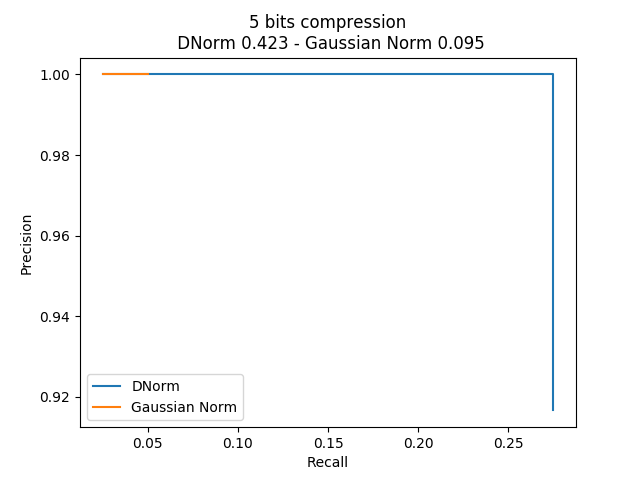 5 bits compression
DNorm 0.423 - Gaussian Norm 0.095
1.00
0.98
0.96
0.94
0.92
Precision
DNorm
Gaussian Norm
0.05 0.10 0.15 0.20 0.25
Recall